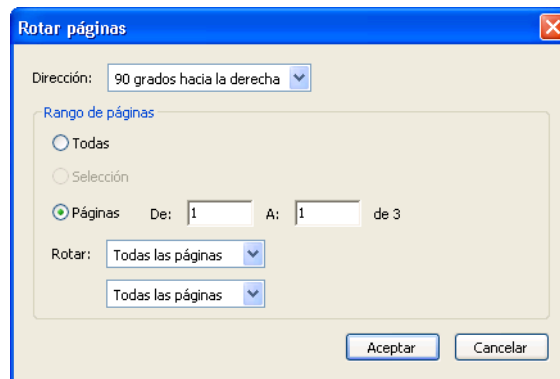 Rotar páginas
Dirección: 90 grados hacia la derecha
Rango de páginas
Todas
Selección
Páginas De: 1 A: 1 de 3
Rotar: Todas las páginas
Todas las páginas
Aceptar Cancelar